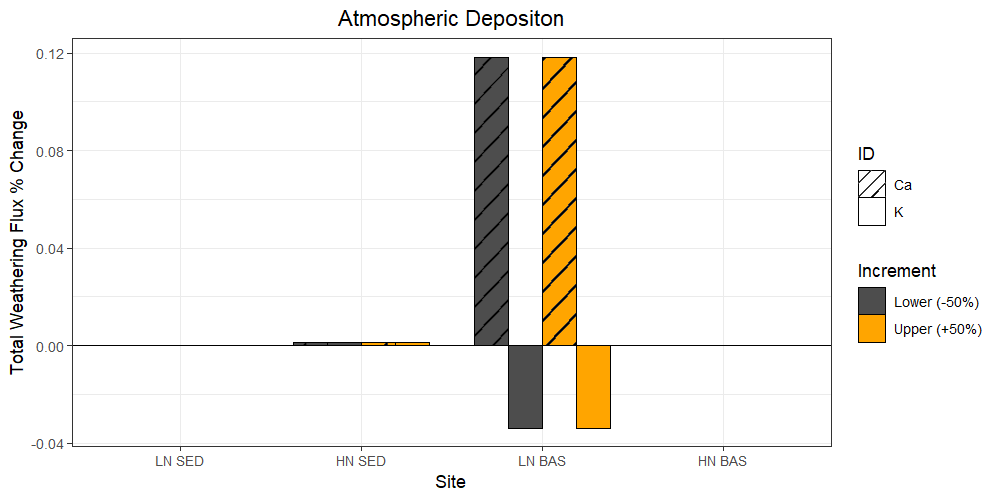 Atmospheric Depositon
Total Weathering Flux % Change
0.12
0.08
0.04
0.00
-0.04
LN SED
HN SED
LN BAS
HN BAS
Site
ID
Ca
K
Increment
Lower (-50%)
Upper (+50%)